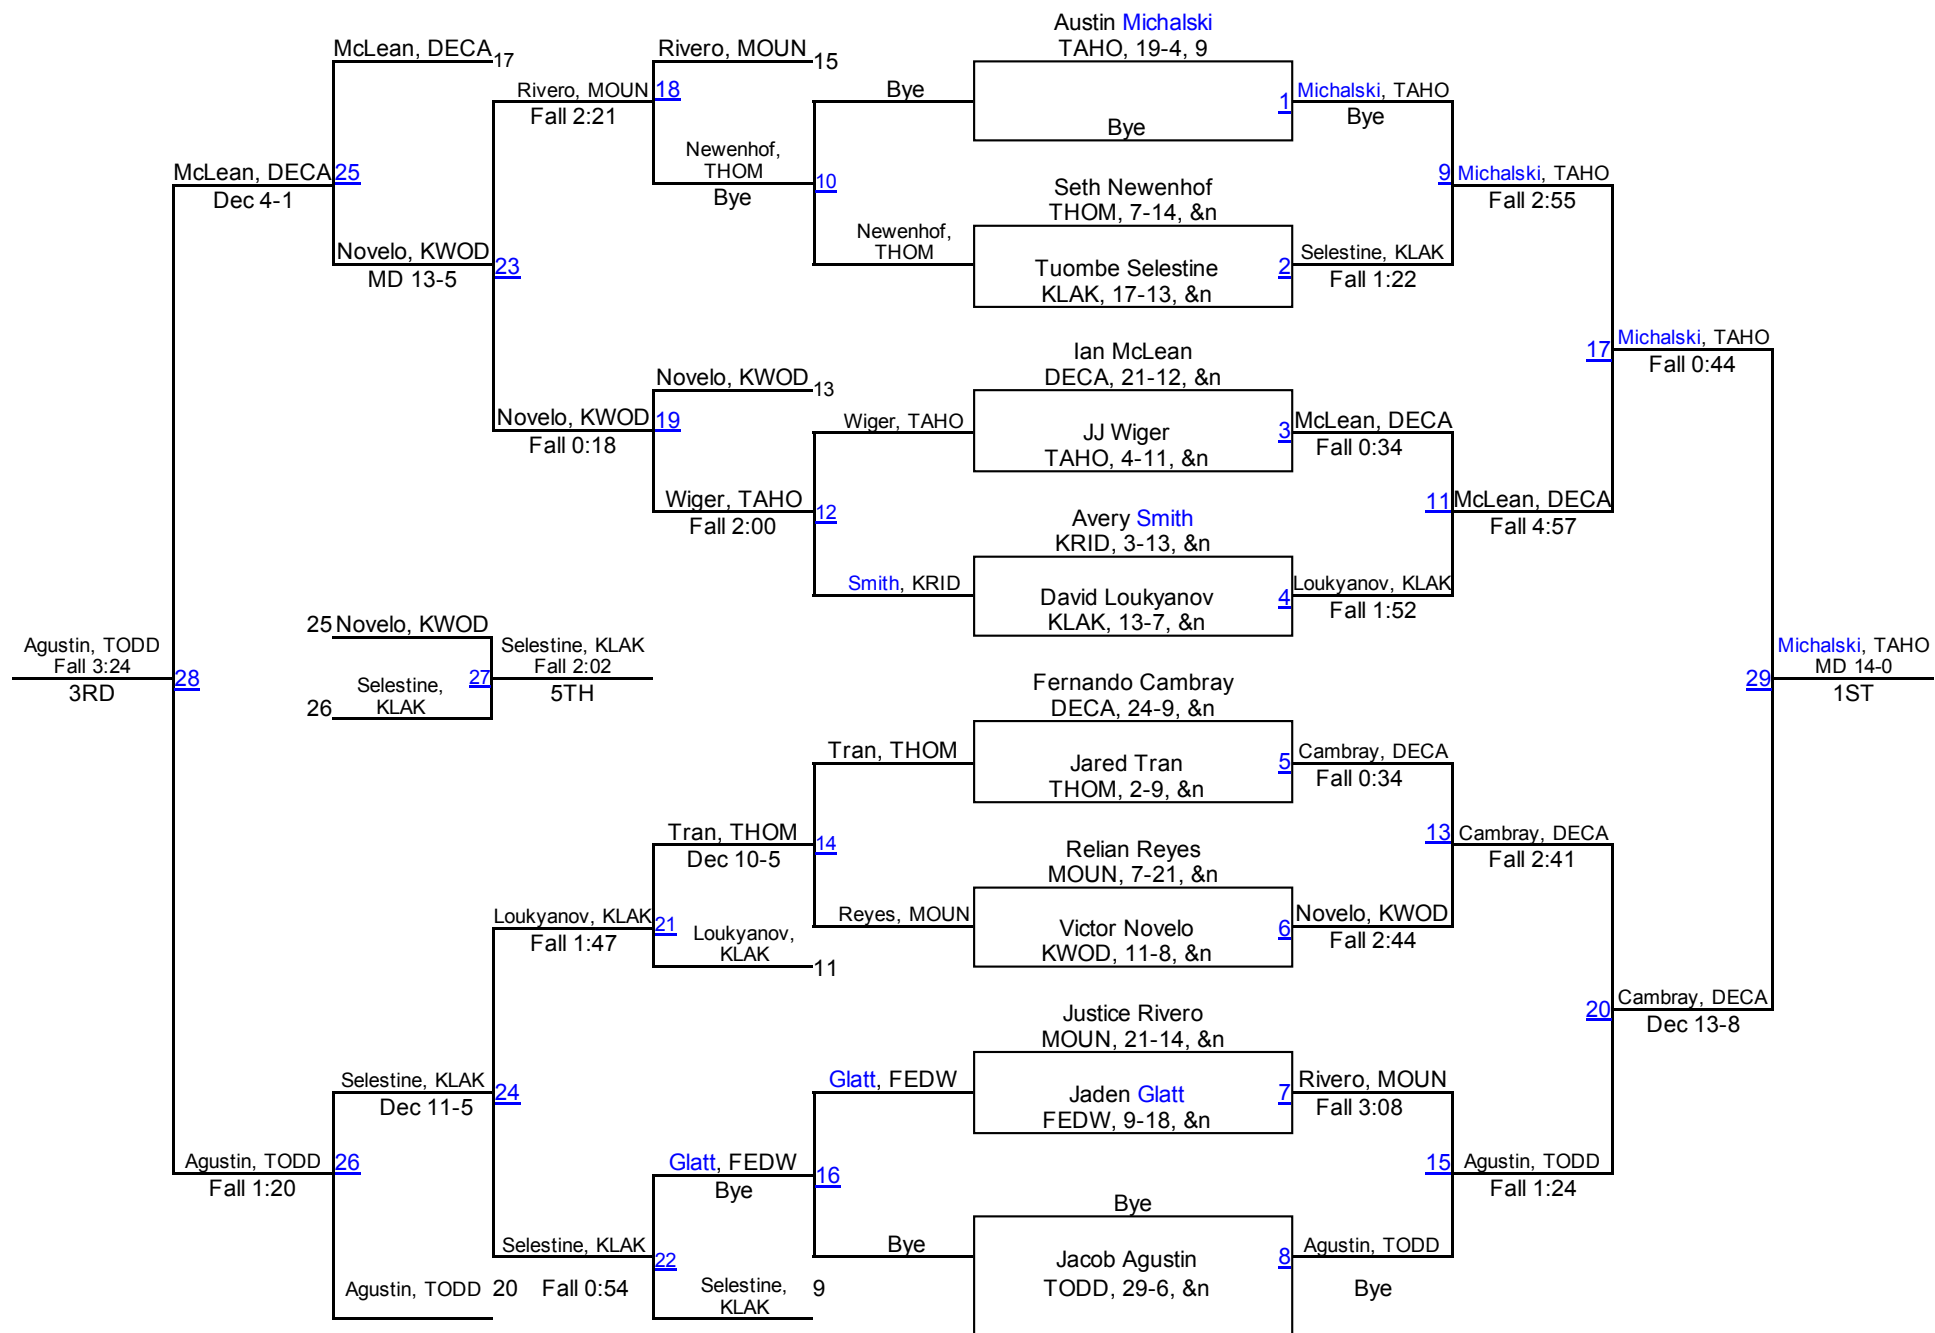 Austin Michalski
TAHO, 19-4, 9
McLean, DECA
17
Rivero, MOUN
15
Rivero, MOUN
18
Bye
1
Michalski, TAHO
Fall 2:21
Bye
Bye
Newenhof,
THOM
McLean, DECA
25
10
9
Michalski, TAHO
Dec 4-1
Bye
Seth Newenhof
Fall 2:55
THOM, 7-14, &n
Newenhof,
THOM
Novelo, KWOD
23
Tuombe Selestine
2
Selestine, KLAK
MD 13-5
KLAK, 17-13, &n
Fall 1:22
Ian McLean
17
Michalski, TAHO
DECA, 21-12, &n
Fall 0:44
Novelo, KWOD
13
Novelo, KWOD
19
Wiger, TAHO
JJ Wiger
3
McLean, DECA
Fall 0:18
TAHO, 4-11, &n
Fall 0:34
Wiger, TAHO
12
11
McLean, DECA
Fall 2:00
Avery Smith
Fall 4:57
KRID, 3-13, &n
Smith, KRID
David Loukyanov
4
Loukyanov, KLAK
KLAK, 13-7, &n
Fall 1:52
25
Novelo, KWOD
Agustin, TODD
Fall 3:24
28
3RD
Selestine, KLAK
Fall 2:02
27
5TH
Selestine,
KLAK
26
Michalski, TAHO
MD 14-0
29
1ST
Fernando Cambray
DECA, 24-9, &n
Tran, THOM
Jared Tran
5
Cambray, DECA
THOM, 2-9, &n
Fall 0:34
Tran, THOM
14
13
Cambray, DECA
Dec 10-5
Relian Reyes
Fall 2:41
MOUN, 7-21, &n
Loukyanov, KLAK
21
Reyes, MOUN
Victor Novelo
6
Novelo, KWOD
Fall 1:47
Loukyanov,
KLAK
11
KWOD, 11-8, &n
Fall 2:44
Justice Rivero
20
Cambray, DECA
MOUN, 21-14, &n
Dec 13-8
Selestine, KLAK
24
Glatt, FEDW
Jaden Glatt
7
Rivero, MOUN
Dec 11-5
FEDW, 9-18, &n
Fall 3:08
Agustin, TODD
26
Glatt, FEDW
16
15
Agustin, TODD
Fall 1:20
Bye
Bye
Fall 1:24
Selestine, KLAK
22
Bye
Jacob Agustin
8
Agustin, TODD
Agustin, TODD
20
Fall 0:54
Selestine,
KLAK
9
TODD, 29-6, &n
Bye